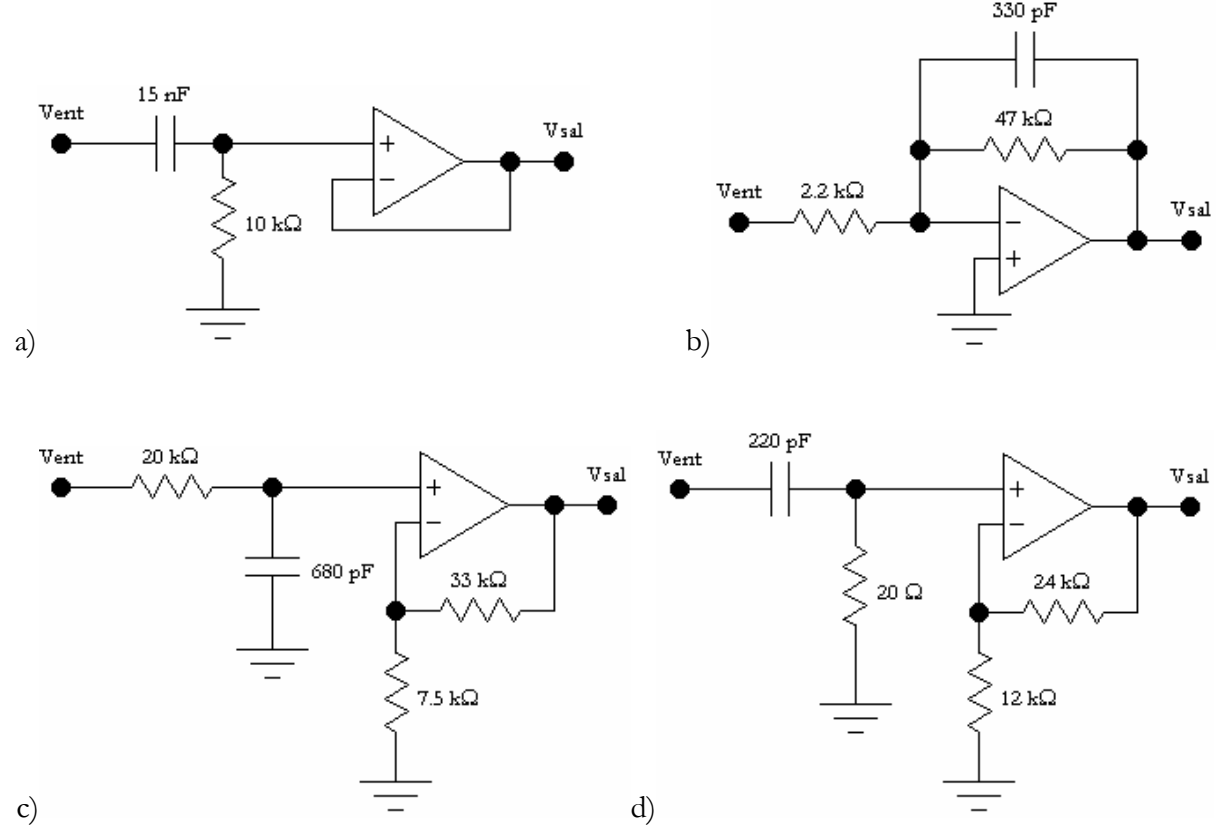 15 nF
Vent
Vsal
+
−
10 kΩ
a)
330 pF
47 kΩ
Vent
2.2 kΩ
Vsal
−
+
b)
Vent
20 kΩ
Vsal
+
−
680 pF
33 kΩ
7.5 kΩ
c)
Vent
220 pF
Vsal
+
−
20 Ω
24 kΩ
12 kΩ
d)